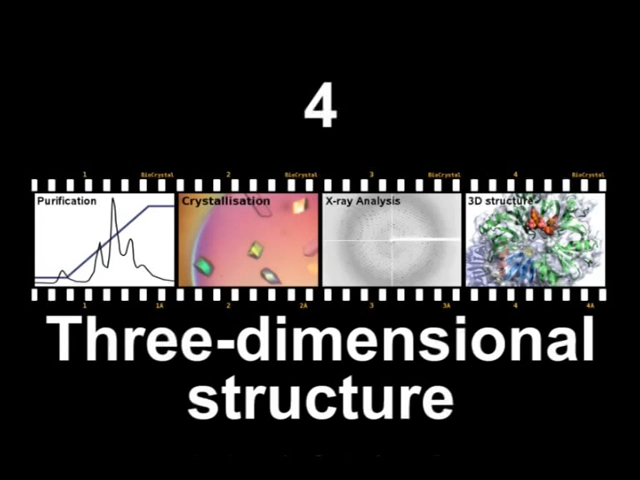 4
1 BioCrystal 2 BioCrystal 3 BioCrystal 4 BioCrystal
Purification Crystallisation X-ray Analysis 3D structure
1 1A 2 2A 3 3A 4 4A
Three-dimensional
structure